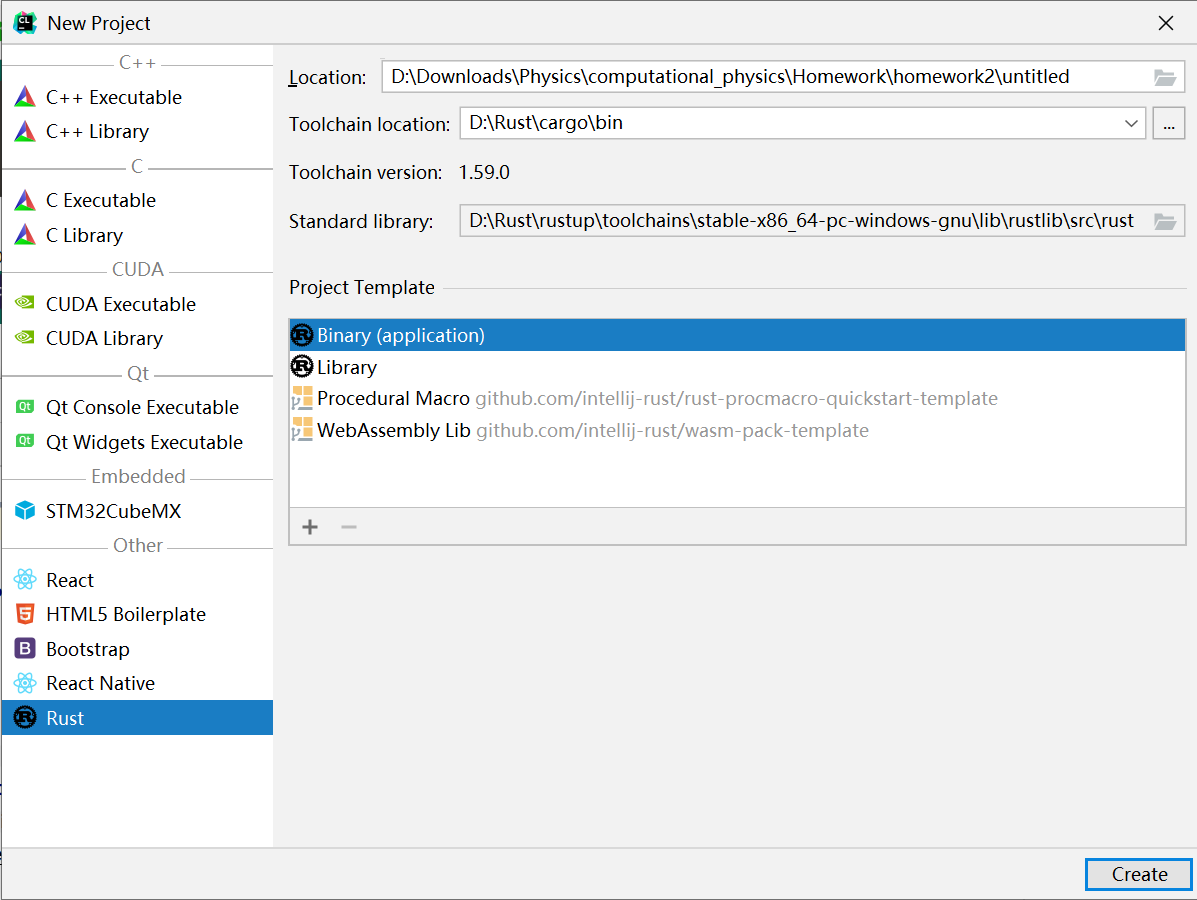 New Project
C++
C++ Executable
C++ Library
C
C Executable
C Library
CUDA
CUDA Executable
CUDA Library
Qt
Qt Console Executable
Qt Widgets Executable
Embedded
STM32CubeMX
Other
React
HTML5 Boilerplate
Bootstrap
React Native
Rust
Location: D:\Downloads\Physics\computational_physics\Homework\homework2\untitled
Toolchain location: D:\Rust\cargo\bin ...
Toolchain version: 1.59.0
Standard library: D:\Rust\rustup\toolchains\stable-x86_64-pc-windows-gnu\lib\rustlib\src\rust
Project Template
Binary (application)
Library
Procedural Macro github.com/intellij-rust/rust-procmacro-quickstart-template
WebAssembly Lib github.com/intellij-rust/wasm-pack-template
Create